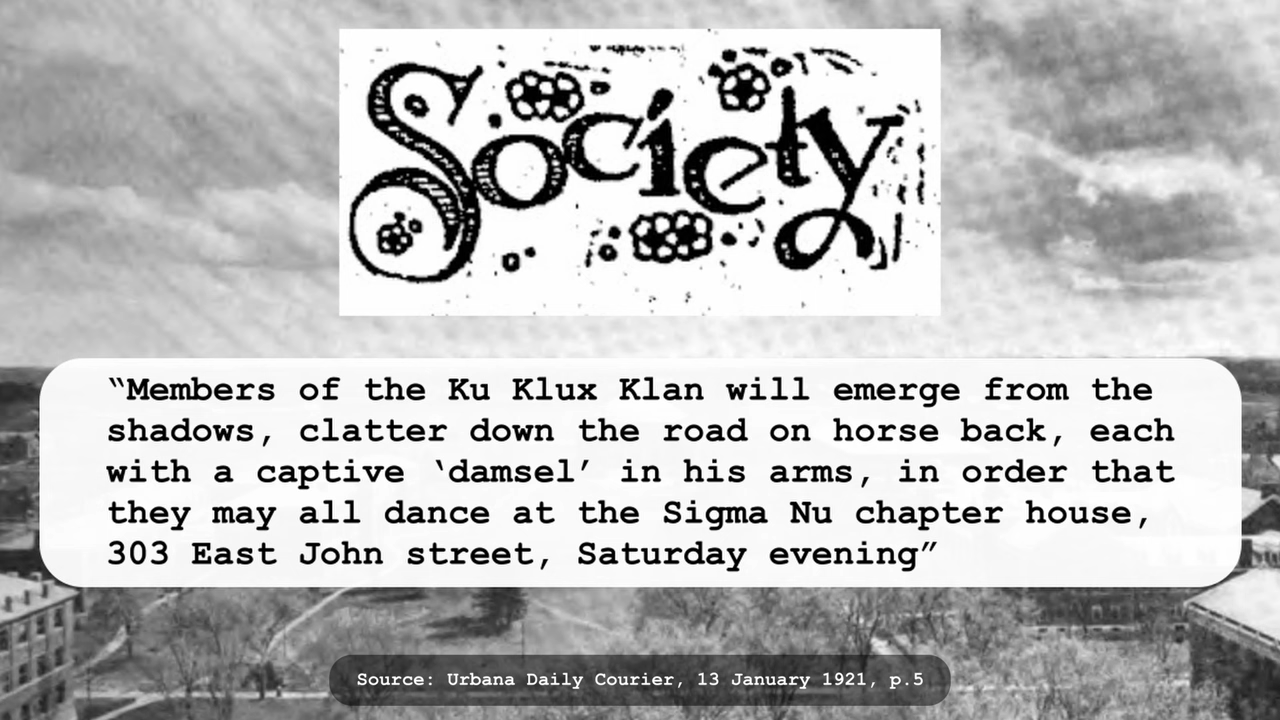 Society
“Members of the Ku Klux Klan will emerge from the
shadows, clatter down the road on horse back, each
with a captive ‘damsel’ in his arms, in order that
they may all dance at the Sigma Nu chapter house,
303 East John street, Saturday evening”
Source: Urbana Daily Courier, 13 January 1921, p.5